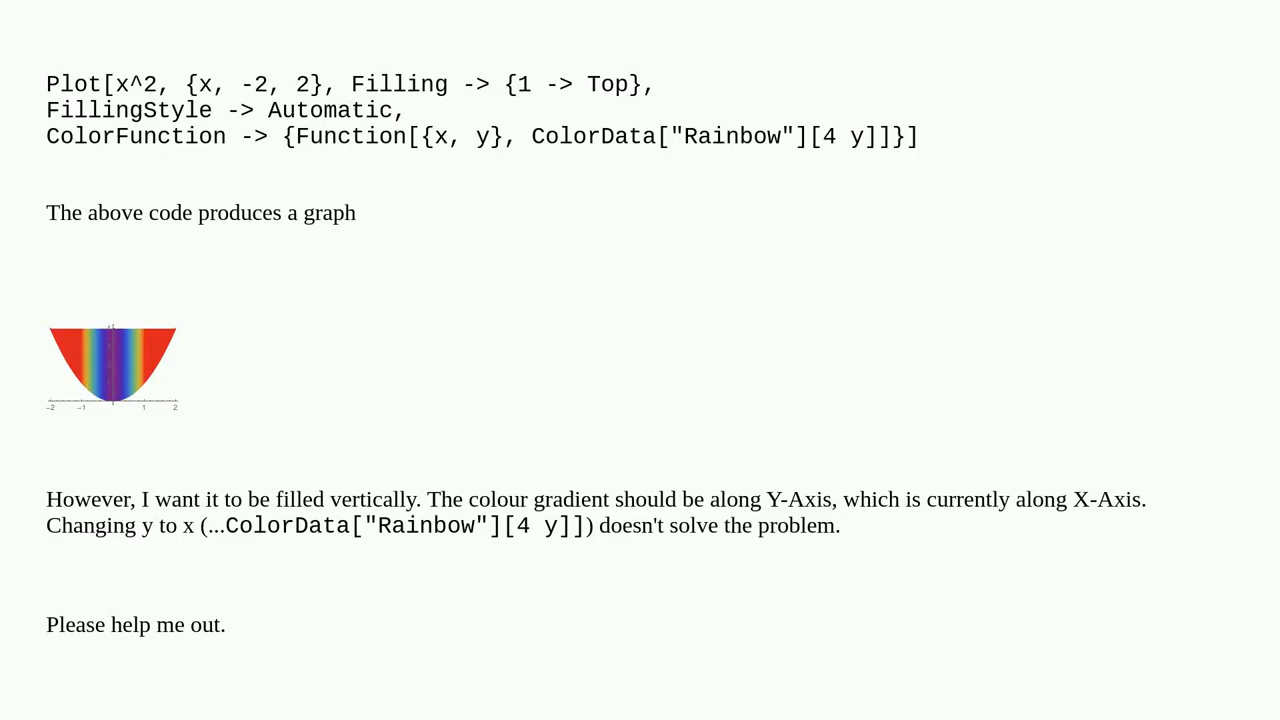 Plot[x^2, {x, -2, 2}, Filling -> {1 -> Top},
FillingStyle -> Automatic,
ColorFunction -> {Function[{x, y}, ColorData["Rainbow"][4 y]]}]
The above code produces a graph
-2 -1 1 2
However, I want it to be filled vertically. The colour gradient should be along Y-Axis, which is currently along X-Axis.
Changing y to x (...ColorData["Rainbow"][4 y]]) doesn't solve the problem.
Please help me out.